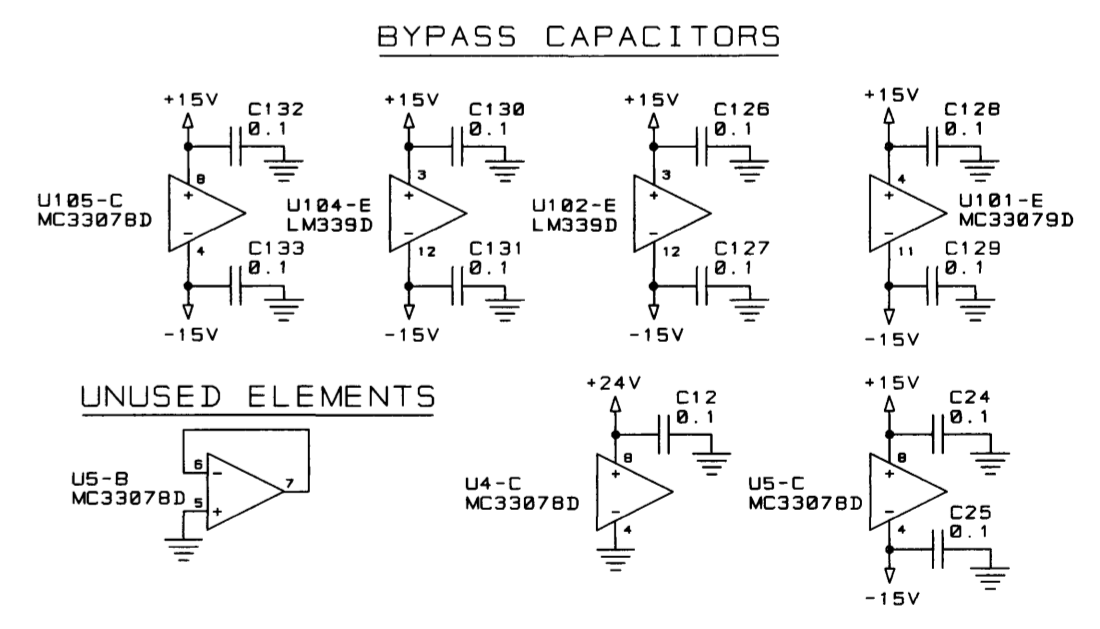 BYPASS CAPACITORS
+15V
C132
0.1
8
+
U105-C
MC33078D
-
4
C133
0.1
-15V
+15V
C130
0.1
3
+
U104-E
LM339D
-
12
C131
0.1
-15V
+15V
C126
0.1
3
+
U102-E
LM339D
-
12
C127
0.1
-15V
+15V
C128
0.1
4
+
U101-E
MC33079D
-
11
C129
0.1
-15V
UNUSED ELEMENTS
6
-
U5-B
MC33078D
7
5
+
+24V
C12
0.1
8
+
U4-C
MC33078D
-
4
+15V
C24
0.1
8
+
U5-C
MC33078D
-
4
C25
0.1
-15V